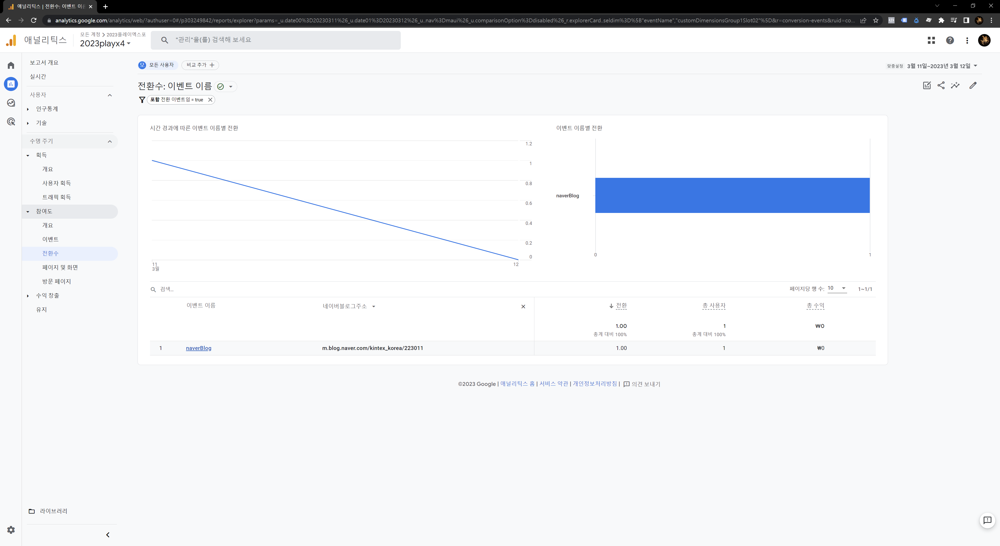 애널리틱스 | 전환수: 이벤트 이름
analytics.google.com/analytics/web/?authuser=0#/p303249842/reports/explorer?params=_u.date00%3D20230311%26_u.date01%3D20230312%26_u..nav%3Dmaui%26_u.comparisonOption%3Ddisabled%26_r.explorerCard..seldim%3D%5B"eventName","customDimensionsGroup1Slot02"%5D&r=conversion-events&ruid=co...
애널리틱스
모든 계정 > 2023플레이엑스포
2023playx4
"관리"을(를) 검색해 보세요
보고서 개요
실시간
사용자
인구통계
기술
수명 주기
획득
개요
사용자 획득
트래픽 획득
참여도
개요
이벤트
전환수
페이지 및 화면
방문 페이지
수익 창출
유지
라이브러리
모 모든 사용자
비교 추가
맞춤설정 3월 11일~2023년 3월 12일
전환수: 이벤트 이름
포함 전환 이벤트임 = true
시간 경과에 따른 이벤트 이름별 전환
1.2
1
0.8
0.6
0.4
0.2
0
11
3월
12
이벤트 이름별 전환
naverBlog
0
1
검색...
페이지당 행 수: 10
1~1/1
이벤트 이름 네이버블로그주소 전환 총 사용자 총 수익
1.00 1 ₩0
총계 대비 100% 총계 대비 100%
1 naverBlog m.blog.naver.com/kintex_korea/223011 1.00 1 ₩0
©2023 Google | 애널리틱스 홈 | 서비스 약관 | 개인정보처리방침 | 의견 보내기